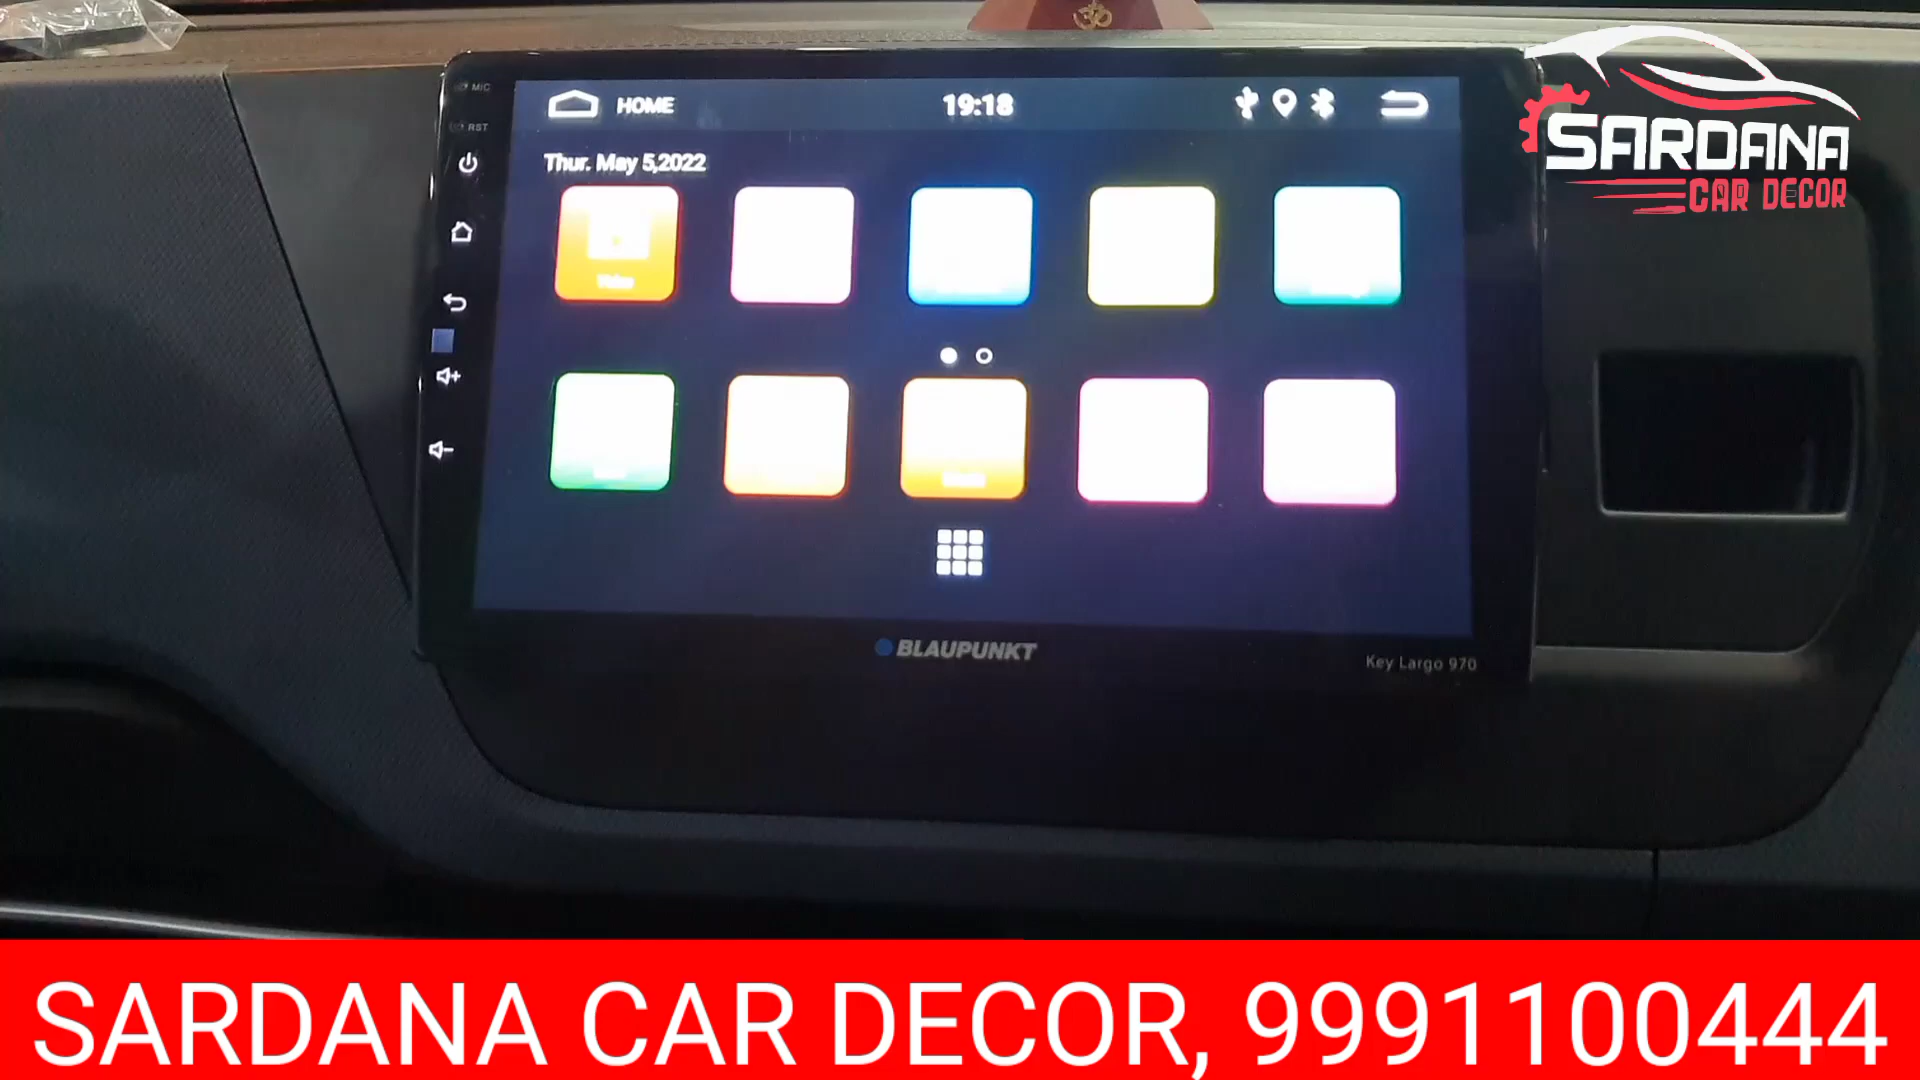 MIC
RST
HOME
19:18
Thur. May 5,2022
Video
BLAUPUNKT
Key Largo 970
ॐ
SARDANA
CAR DECOR
SARDANA CAR DECOR, 9991100444